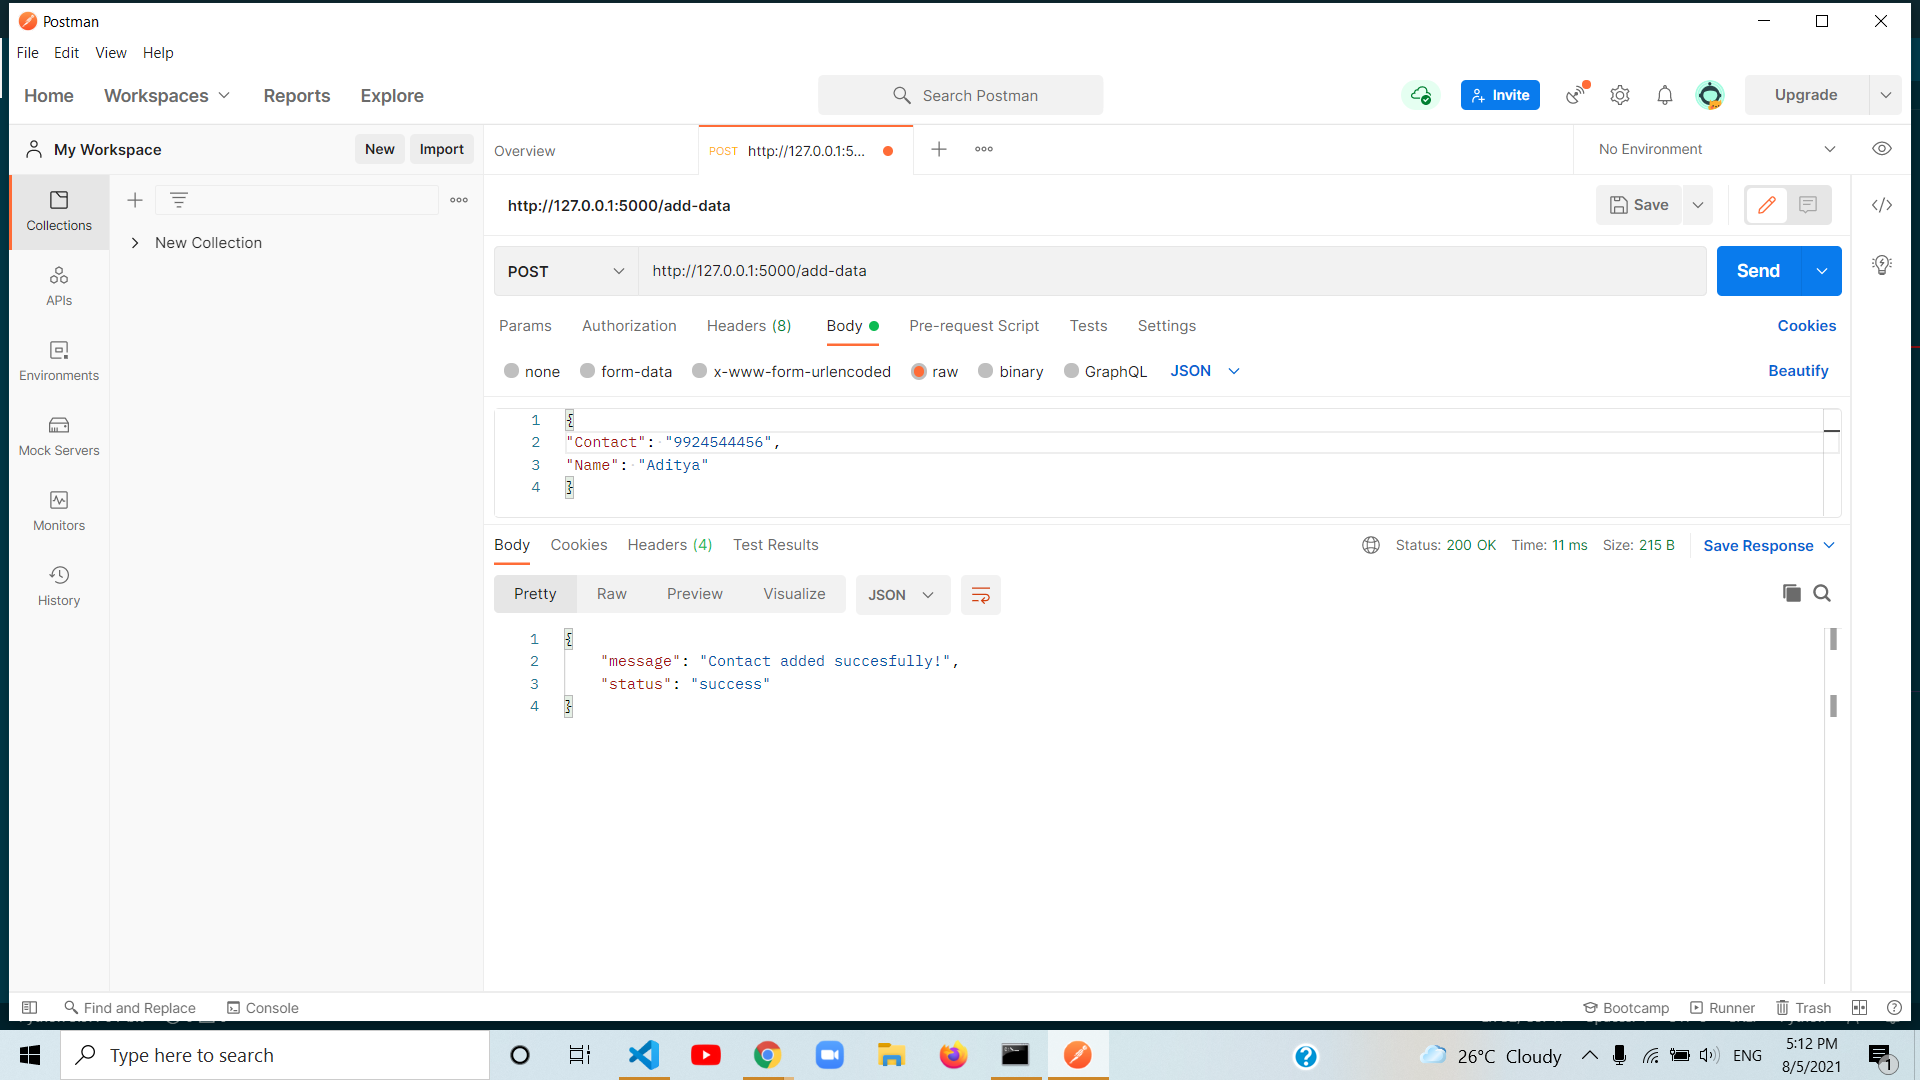 Postman
File Edit View Help
Home Workspaces Reports Explore Search Postman Invite Upgrade
My Workspace New Import Overview POST http://127.0.0.1:5... No Environment
Collections
New Collection
APIs
Environments
Mock Servers
Monitors
History
http://127.0.0.1:5000/add-data Save
POST http://127.0.0.1:5000/add-data Send
Params Authorization Headers (8) Body Pre-request Script Tests Settings Cookies
none form-data x-www-form-urlencoded raw binary GraphQL JSON Beautify
1 {
2 "Contact": "9924544456",
3 "Name": "Aditya"
4 }
Body Cookies Headers (4) Test Results Status: 200 OK Time: 11 ms Size: 215 B Save Response
Pretty Raw Preview Visualize JSON
1 {
2 "message": "Contact added succesfully!",
3 "status": "success"
4 }
Find and Replace Console Bootcamp Runner Trash
Type here to search 26°C Cloudy ENG 5:12 PM
8/5/2021 1